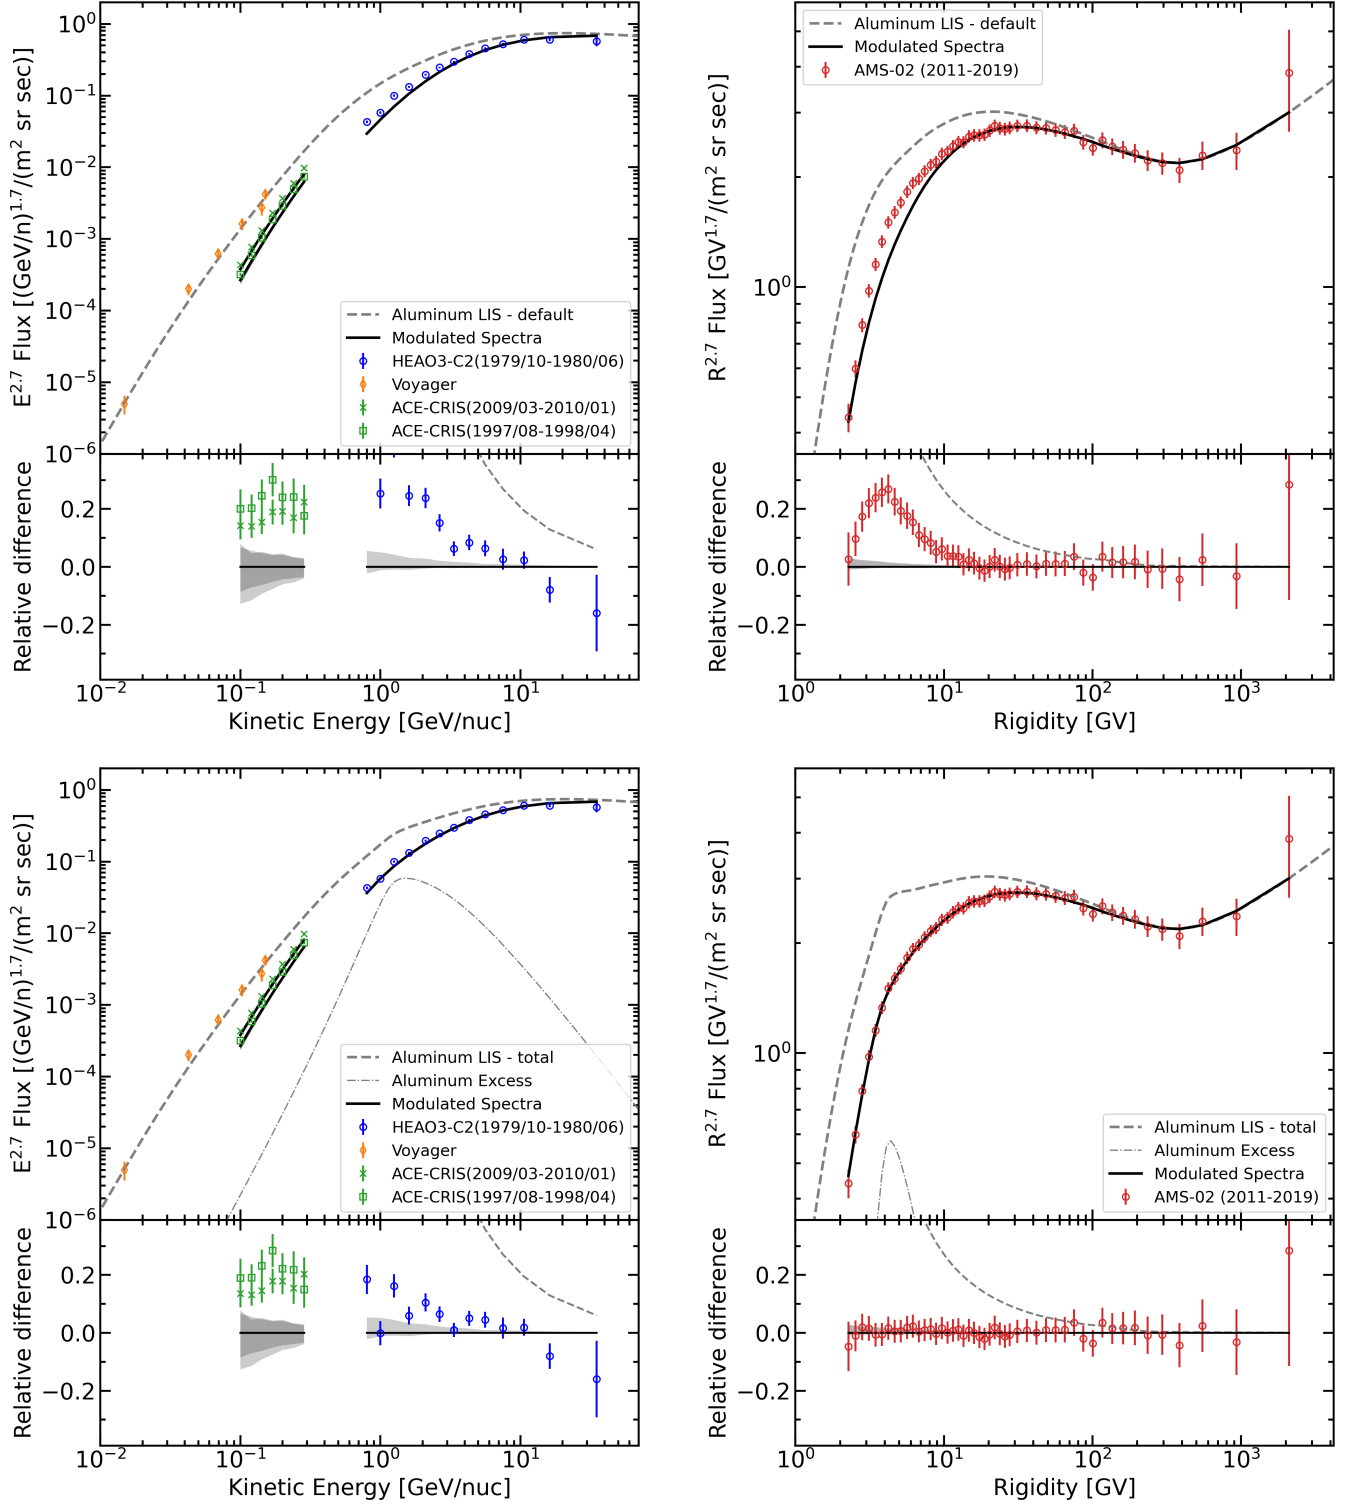 E^2.7 Flux [(GeV/n)^1.7/(m^2 sr sec)]
10^0
10^-1
10^-2
10^-3
10^-4
10^-5
10^-6
Aluminum LIS - default
Modulated Spectra
HEAO3-C2(1979/10-1980/06)
Voyager
ACE-CRIS(2009/03-2010/01)
ACE-CRIS(1997/08-1998/04)
Relative difference
0.2
0.0
−0.2
10^-2 10^-1 10^0 10^1
Kinetic Energy [GeV/nuc]
R^2.7 Flux [GV^1.7/(m^2 sr sec)]
10^0
Aluminum LIS - default
Modulated Spectra
AMS-02 (2011-2019)
Relative difference
0.2
0.0
−0.2
10^0 10^1 10^2 10^3
Rigidity [GV]
E^2.7 Flux [(GeV/n)^1.7/(m^2 sr sec)]
10^0
10^-1
10^-2
10^-3
10^-4
10^-5
10^-6
Aluminum LIS - total
Aluminum Excess
Modulated Spectra
HEAO3-C2(1979/10-1980/06)
Voyager
ACE-CRIS(2009/03-2010/01)
ACE-CRIS(1997/08-1998/04)
Relative difference
0.2
0.0
−0.2
10^-2 10^-1 10^0 10^1
Kinetic Energy [GeV/nuc]
R^2.7 Flux [GV^1.7/(m^2 sr sec)]
10^0
Aluminum LIS - total
Aluminum Excess
Modulated Spectra
AMS-02 (2011-2019)
Relative difference
0.2
0.0
−0.2
10^0 10^1 10^2 10^3
Rigidity [GV]